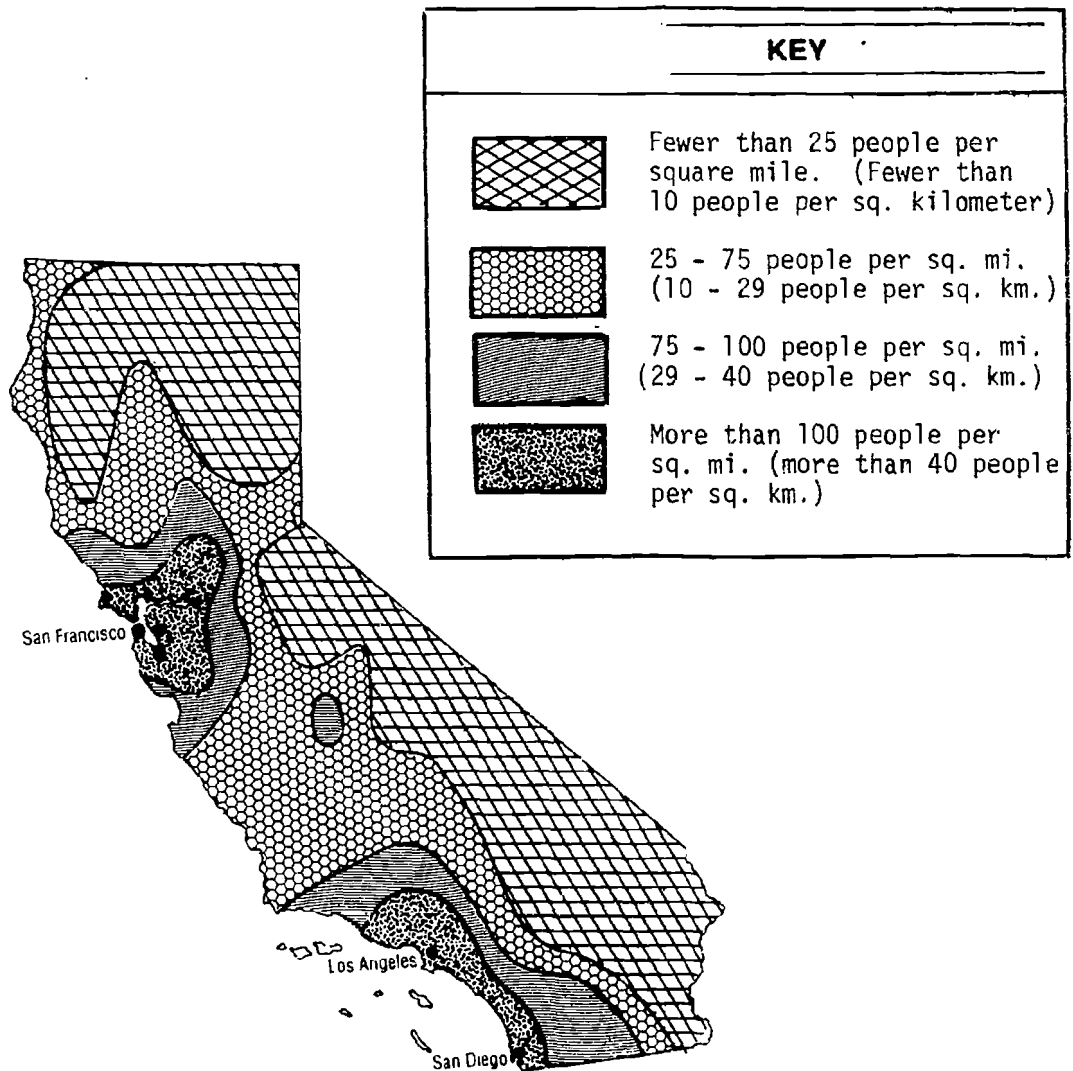 KEY
Fewer than 25 people per
square mile. (Fewer than
10 people per sq. kilometer)
25 - 75 people per sq. mi.
(10 - 29 people per sq. km.)
75 - 100 people per sq. mi.
(29 - 40 people per sq. km.)
More than 100 people per
sq. mi. (more than 40 people
per sq. km.)
San Francisco
Los Angeles
San Diego